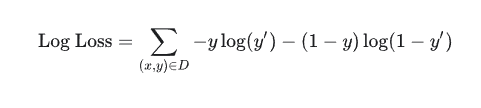 Log Loss = ∑ −y log(y′) − (1 − y) log(1 − y′)
(x,y)∈D